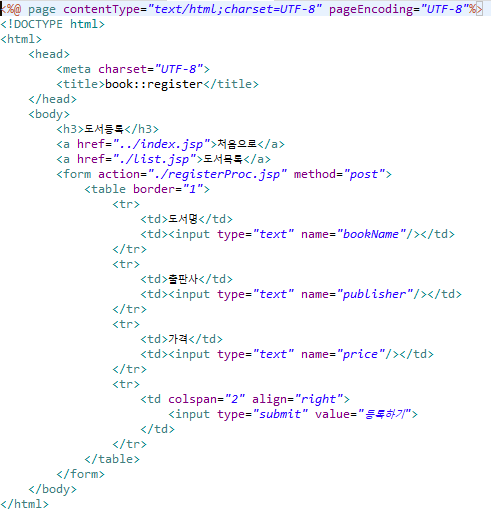 <%@ page contentType="text/html;charset=UTF-8" pageEncoding="UTF-8"%>
<!DOCTYPE html>
<html>
    <head>
        <meta charset="UTF-8">
        <title>book::register</title>
    </head>
    <body>
        <h3>도서등록</h3>
        <a href="../index.jsp">처음으로</a>
        <a href="./list.jsp">도서목록</a>
        <form action="./registerProc.jsp" method="post">
            <table border="1">
                <tr>
                    <td>도서명</td>
                    <td><input type="text" name="bookName"/></td>
                </tr>
                <tr>
                    <td>출판사</td>
                    <td><input type="text" name="publisher"/></td>
                </tr>
                <tr>
                    <td>가격</td>
                    <td><input type="text" name="price"/></td>
                </tr>
                <tr>
                    <td colspan="2" align="right">
                        <input type="submit" value="등록하기">
                    </td>
                </tr>
            </table>
        </form>
    </body>
</html>